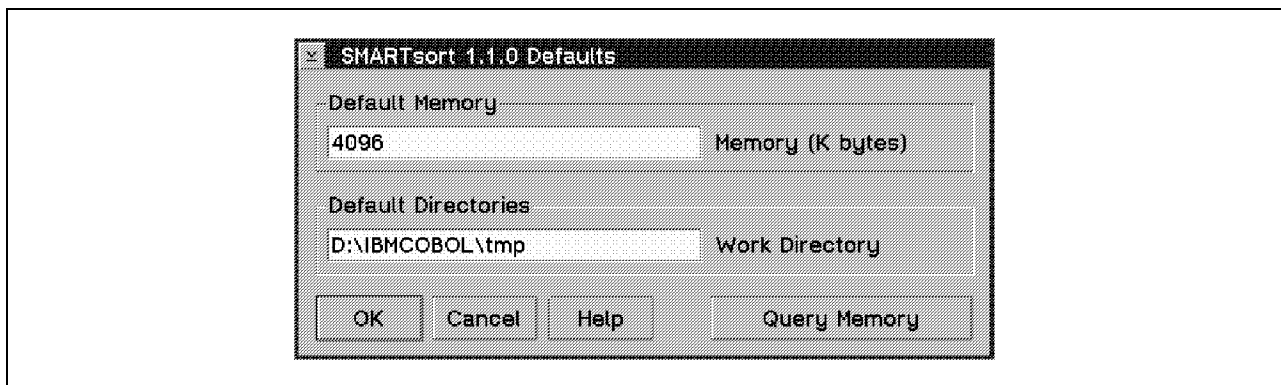 SMARTsort 1.1.0 Defaults
Default Memory
4096 Memory (K bytes)
Default Directories
D:\IBMCOBOL\tmp Work Directory
OK Cancel Help Query Memory